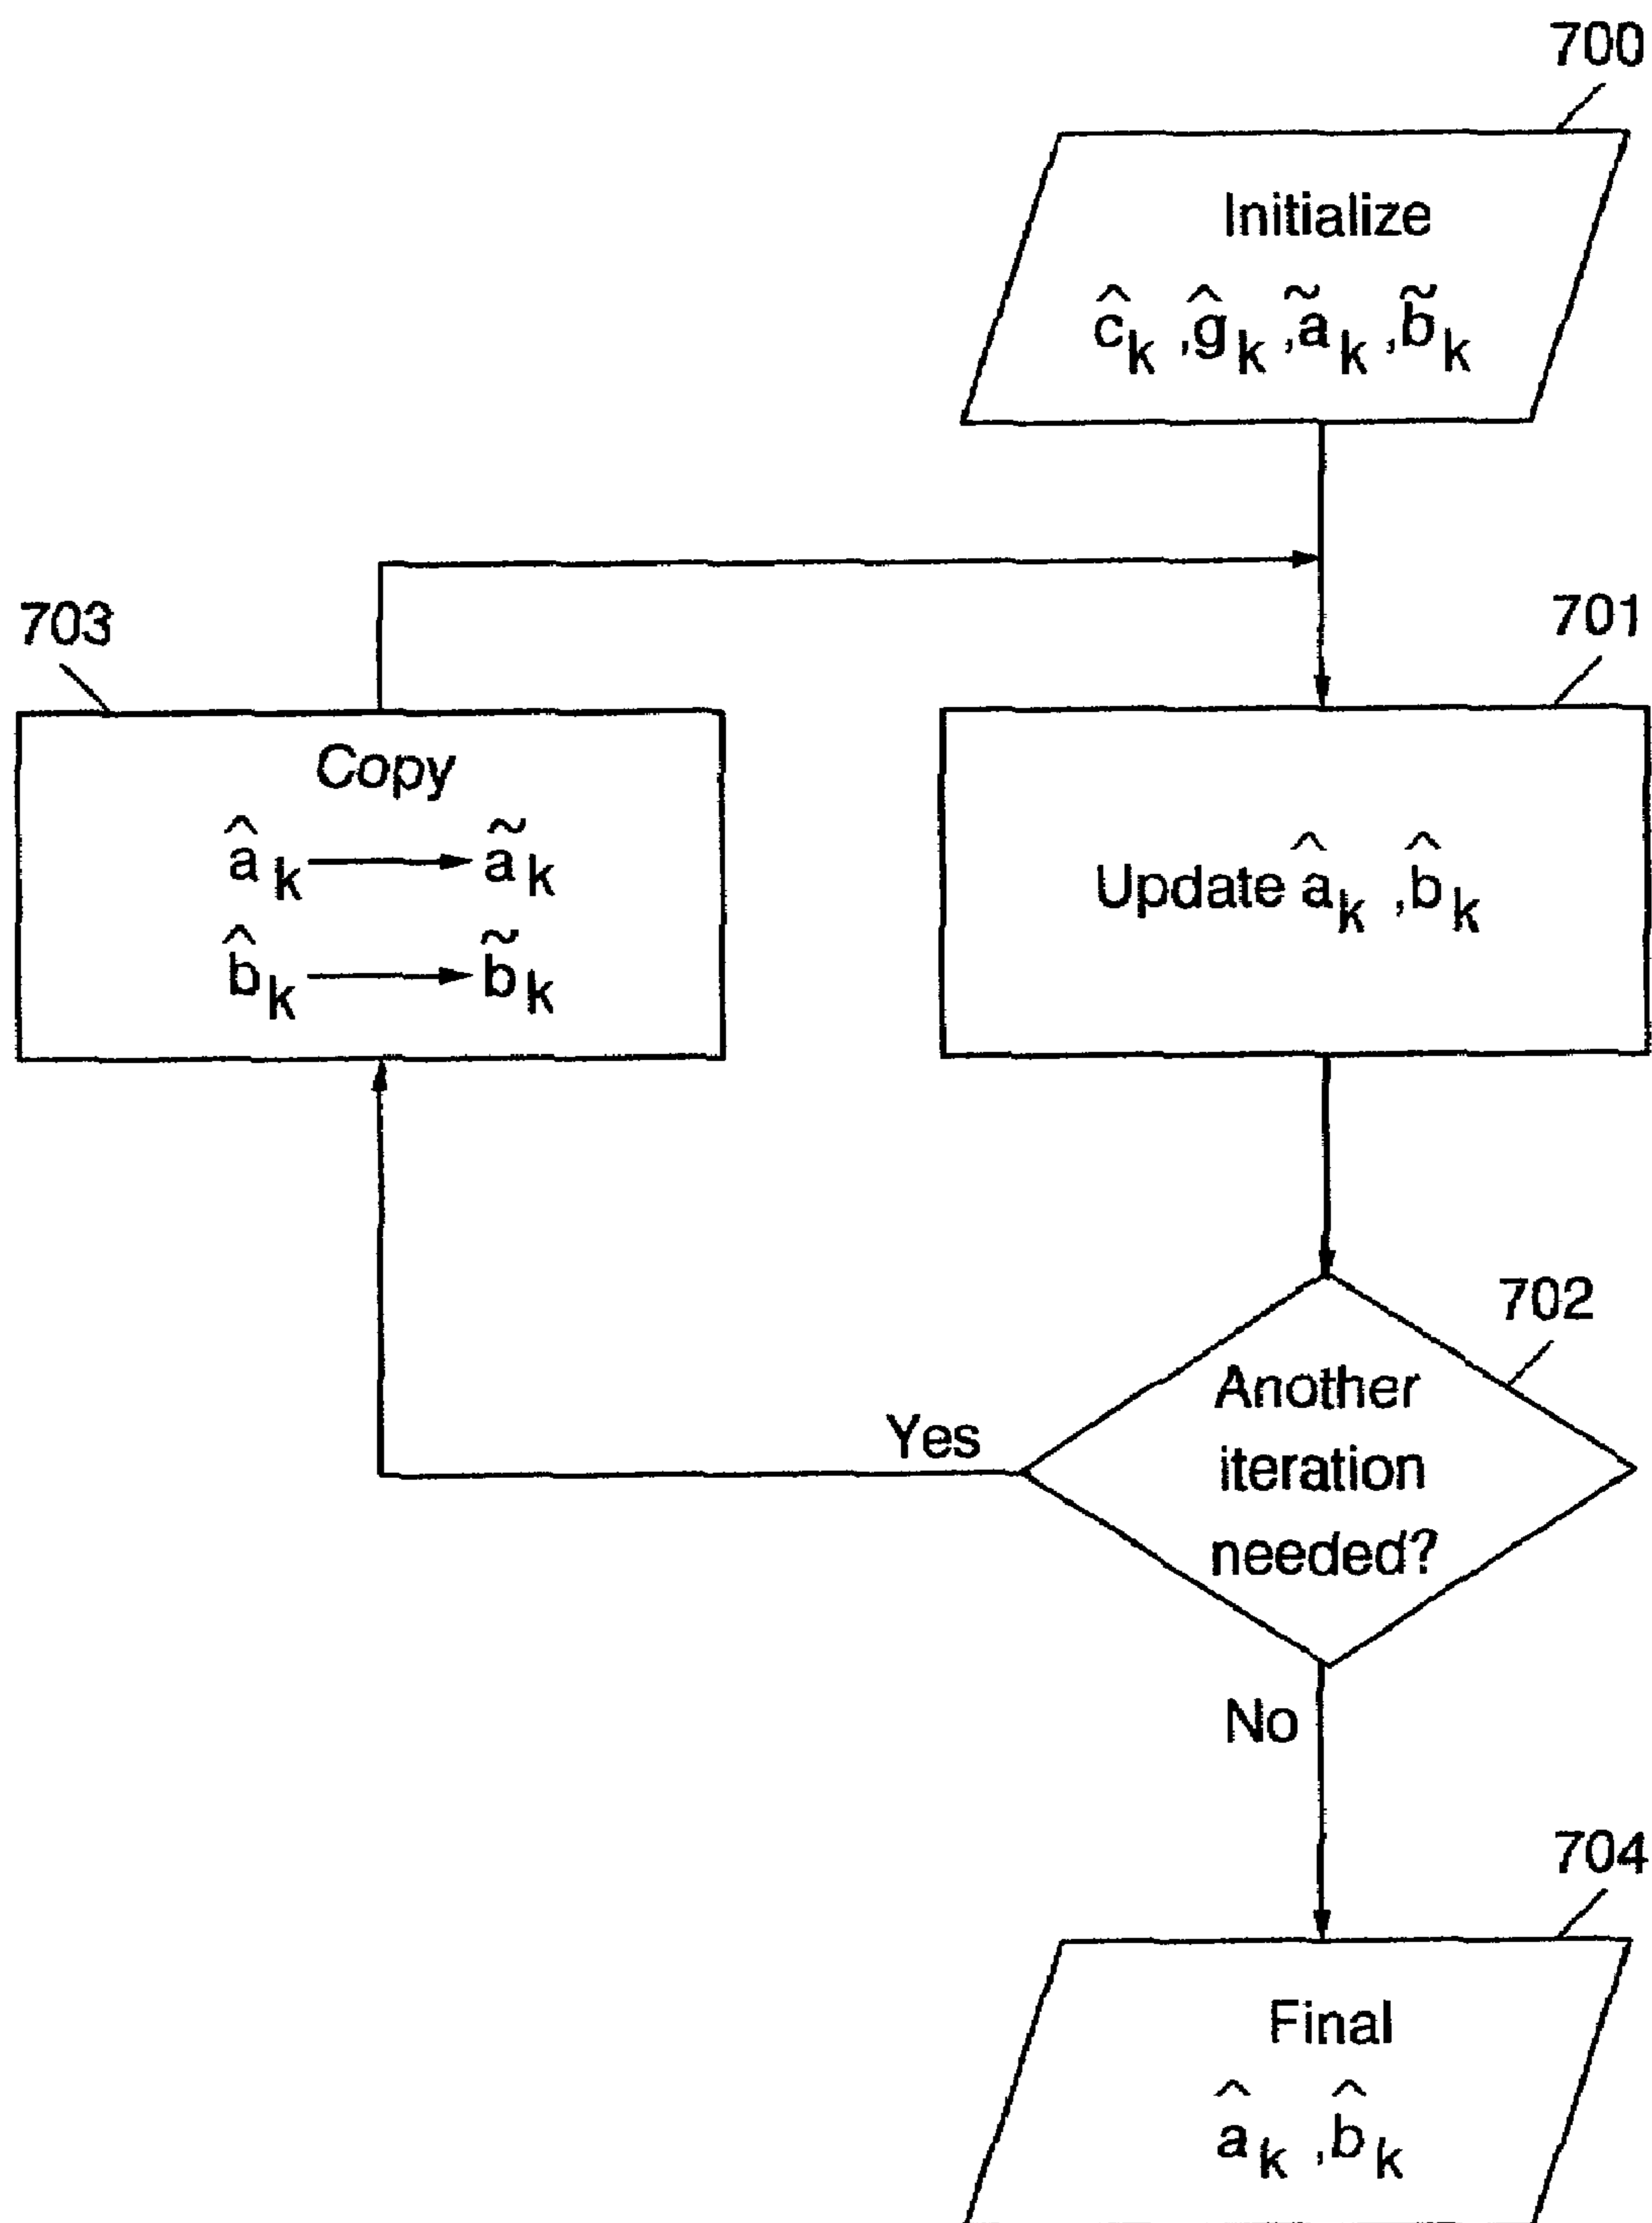 700
Initialize
ĉk ,ĝk ,ãk ,b̃k
703
701
Copy
âk → ãk
b̂k → b̃k
Update âk ,b̂k
702
Another
iteration
needed?
Yes
No
704
Final
âk ,b̂k